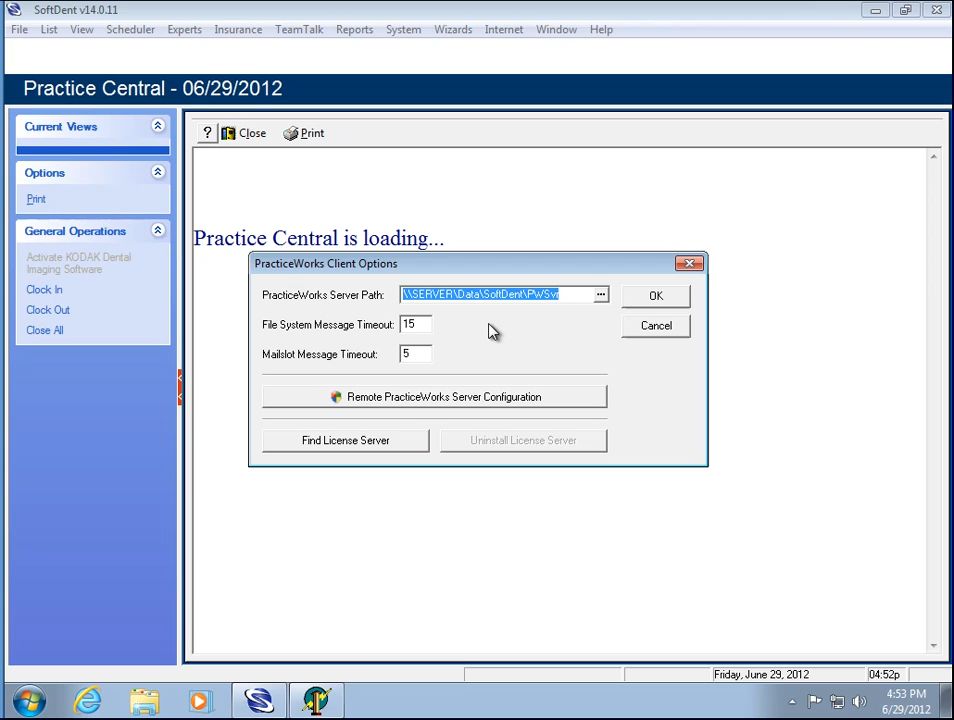 SoftDent v14.0.11
File List View Scheduler Experts Insurance TeamTalk Reports System Wizards Internet Window Help
Practice Central - 06/29/2012
Current Views
Options
Print
General Operations
Activate KODAK Dental
Imaging Software
Clock In
Clock Out
Close All
? Close Print
Practice Central is loading...
PracticeWorks Client Options
PracticeWorks Server Path: \\SERVER\Data\SoftDent\PWSvr ...
OK
File System Message Timeout: 15
Cancel
Mailslot Message Timeout: 5
Remote PracticeWorks Server Configuration
Find License Server
Uninstall License Server
Friday, June 29, 2012 04:52p
4:53 PM
6/29/2012